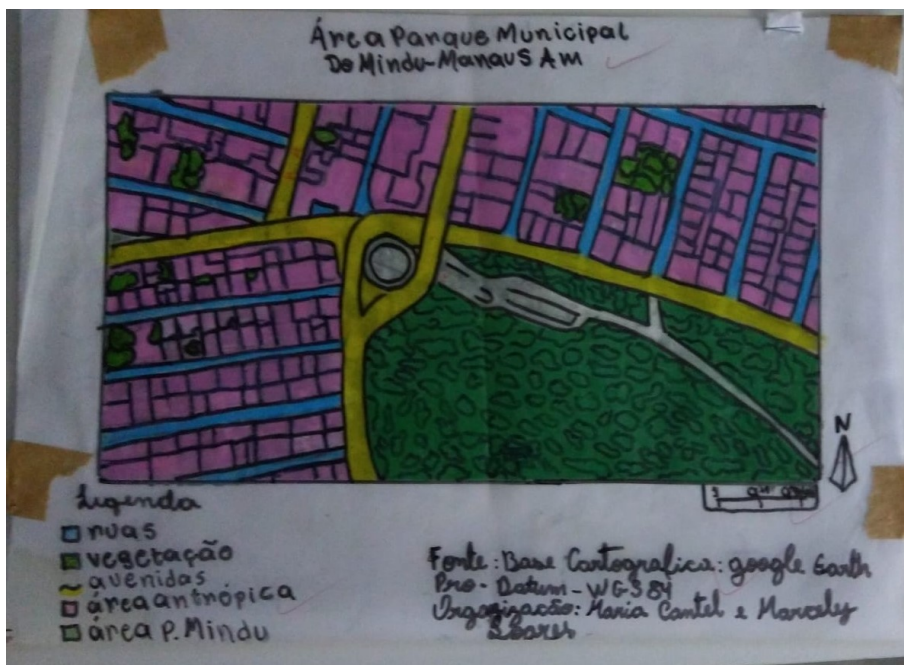 Área Parque Municipal
Do Mindu-Manaus Am
N
Legenda
ruas
vegetação
avenidas
área antrópica
área P. Mindu
Fonte: Base Cartografica: google Earth
Pro - Datum - WGS 84
Organização: Maria Cantel e Marcely
Soares